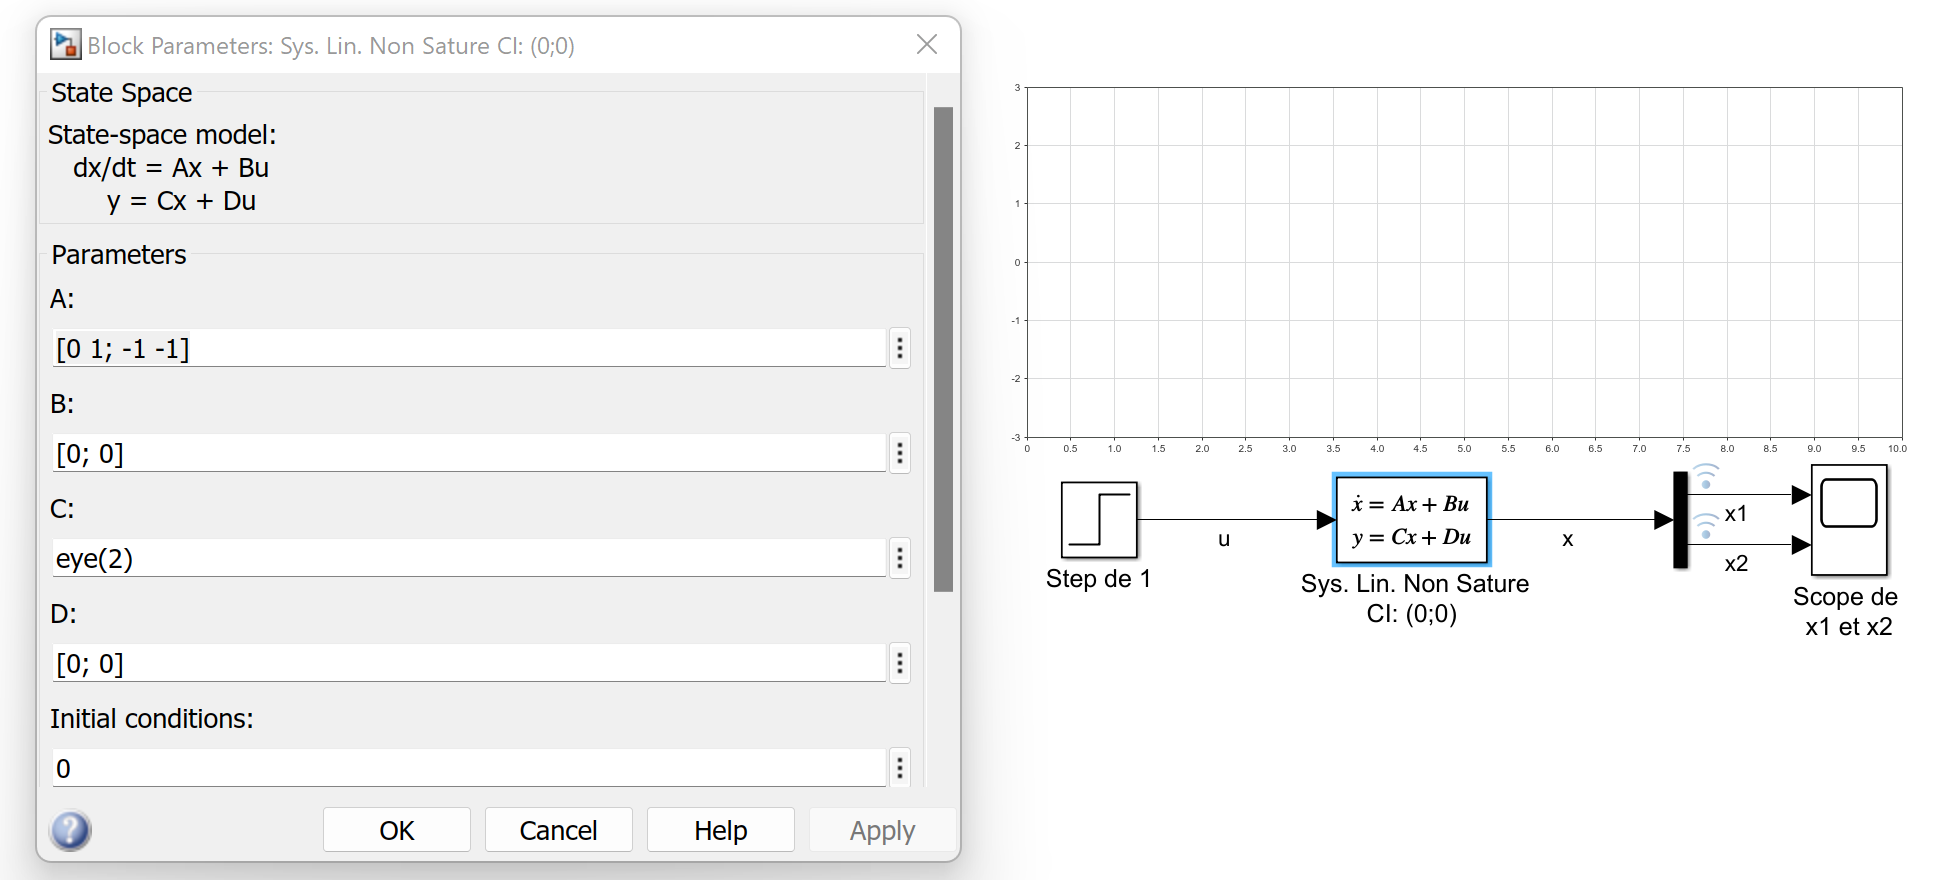 Block Parameters: Sys. Lin. Non Sature CI: (0;0)
State Space
State-space model:
dx/dt = Ax + Bu
y = Cx + Du
Parameters
A:
[0 1; -1 -1]
B:
[0; 0]
C:
eye(2)
D:
[0; 0]
Initial conditions:
0
OK
Cancel
Help
Apply
3
2
1
0
-1
-2
-3
0 0.5 1.0 1.5 2.0 2.5 3.0 3.5 4.0 4.5 5.0 5.5 6.0 6.5 7.0 7.5 8.0 8.5 9.0 9.5 10.0
Step de 1
u
ẋ = Ax + Bu
y = Cx + Du
Sys. Lin. Non Sature
CI: (0;0)
x
x1
x2
Scope de
x1 et x2